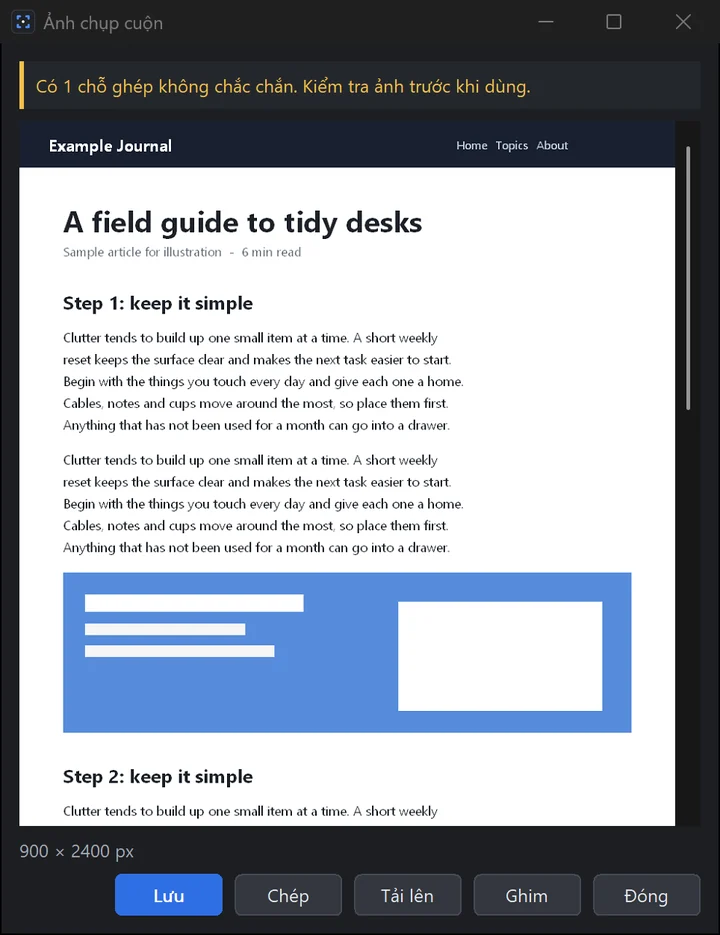 Ảnh chụp cuộn
Có 1 chỗ ghép không chắc chắn. Kiểm tra ảnh trước khi dùng.
Example Journal
Home Topics About
A field guide to tidy desks
Sample article for illustration - 6 min read
Step 1: keep it simple
Clutter tends to build up one small item at a time. A short weekly
reset keeps the surface clear and makes the next task easier to start.
Begin with the things you touch every day and give each one a home.
Cables, notes and cups move around the most, so place them first.
Anything that has not been used for a month can go into a drawer.
Clutter tends to build up one small item at a time. A short weekly
reset keeps the surface clear and makes the next task easier to start.
Begin with the things you touch every day and give each one a home.
Cables, notes and cups move around the most, so place them first.
Anything that has not been used for a month can go into a drawer.
Step 2: keep it simple
Clutter tends to build up one small item at a time. A short weekly
900 × 2400 px
Lưu Chép Tải lên Ghim Đóng